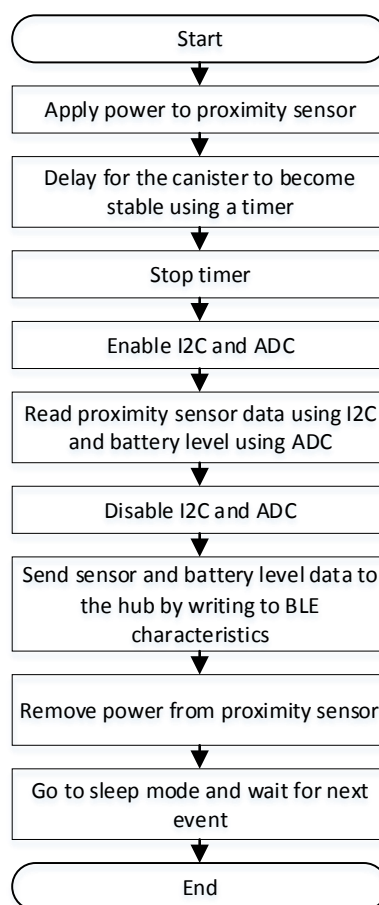 Start
Apply power to proximity sensor
Delay for the canister to become
stable using a timer
Stop timer
Enable I2C and ADC
Read proximity sensor data using I2C
and battery level using ADC
Disable I2C and ADC
Send sensor and battery level data to
the hub by writing to BLE
characteristics
Remove power from proximity sensor
Go to sleep mode and wait for next
event
End